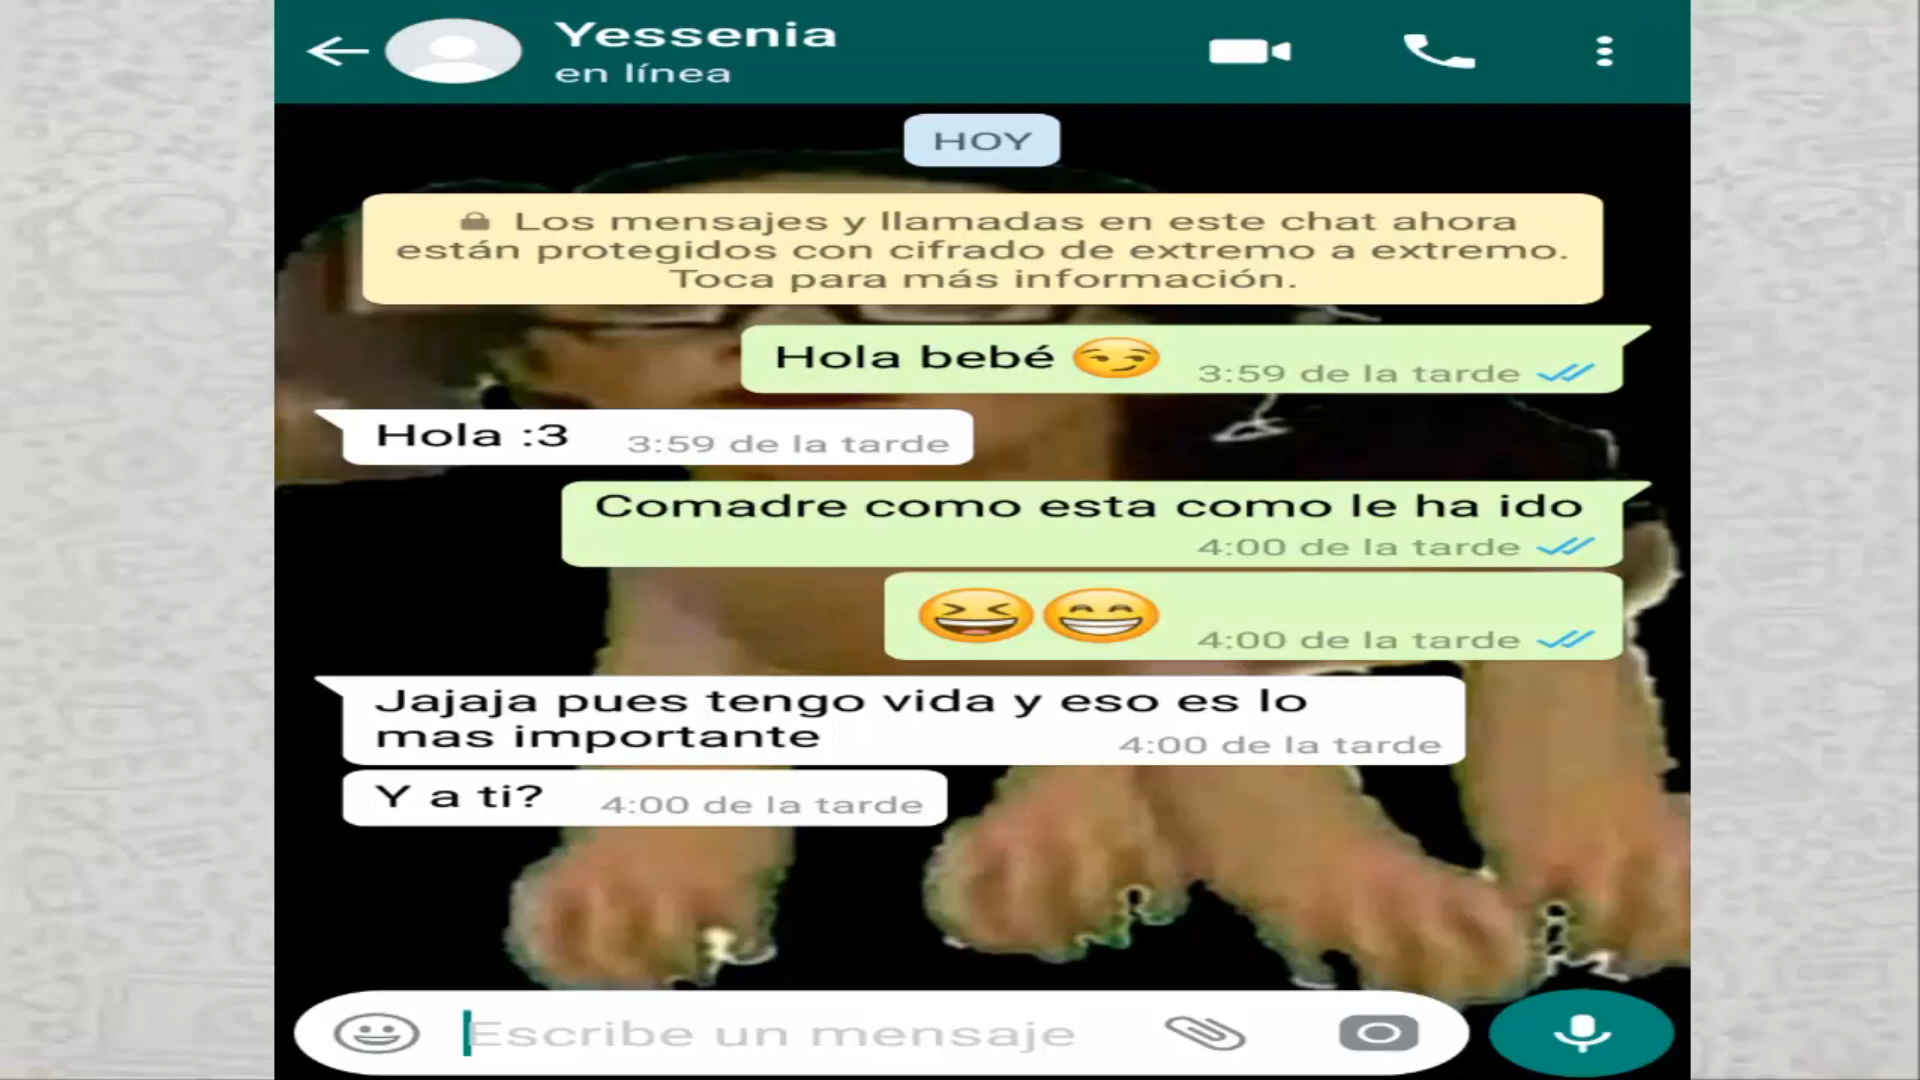 Yessenia
en línea
HOY
Los mensajes y llamadas en este chat ahora
están protegidos con cifrado de extremo a extremo.
Toca para más información.
Hola bebé 😏 3:59 de la tarde
Hola :3 3:59 de la tarde
Comadre como esta como le ha ido
4:00 de la tarde
😆😁 4:00 de la tarde
Jajaja pues tengo vida y eso es lo
mas importante 4:00 de la tarde
Y a ti? 4:00 de la tarde
Escribe un mensaje